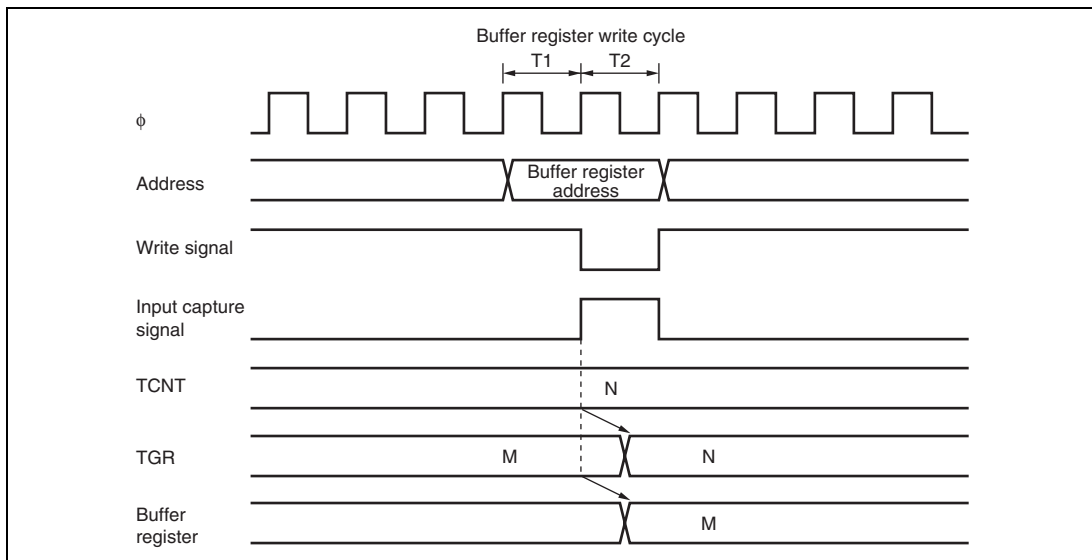 Buffer register write cycle
T1 T2
ϕ
Address
Buffer register
address
Write signal
Input capture
signal
TCNT
N
TGR
M N
Buffer
register
M